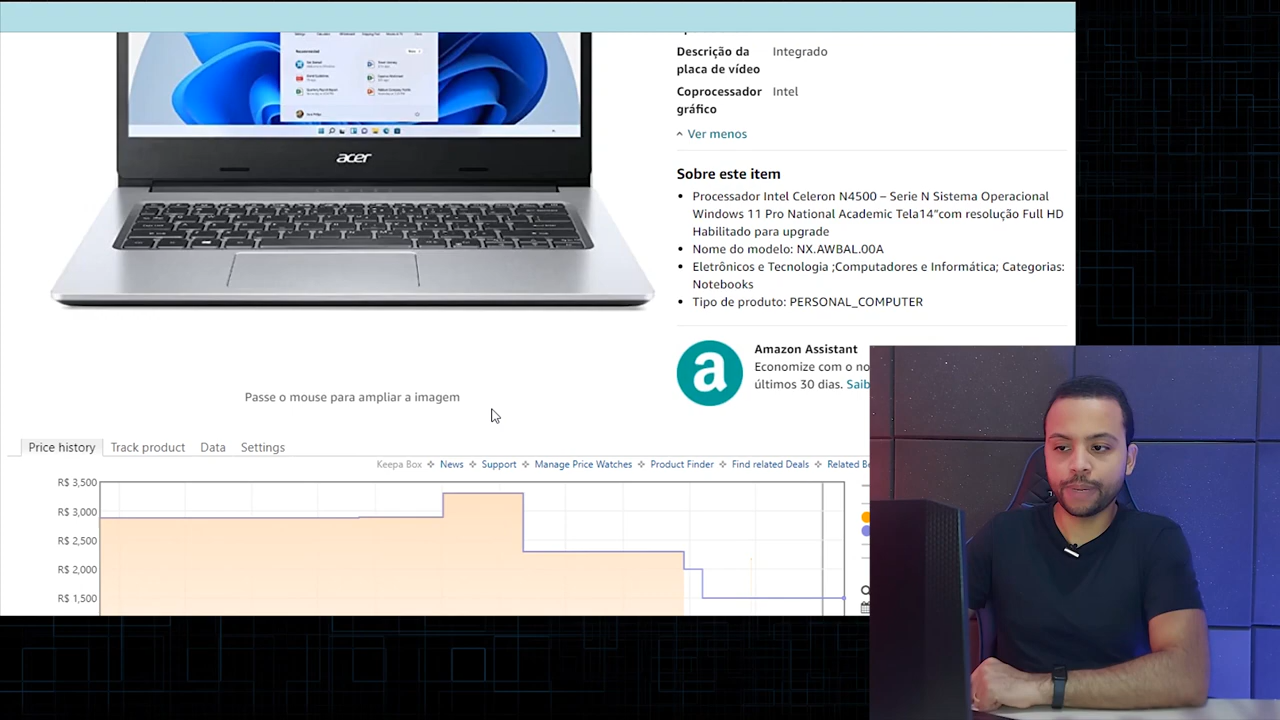 Descrição da placa de vídeo
Integrado
Coprocessador gráfico
Intel
Ver menos
Sobre este item
Processador Intel Celeron N4500 – Serie N Sistema Operacional
Windows 11 Pro National Academic Tela14"com resolução Full HD
Habilitado para upgrade
Nome do modelo: NX.AWBAL.00A
Eletrônicos e Tecnologia ;Computadores e Informática; Categorias:
Notebooks
Tipo de produto: PERSONAL_COMPUTER
acer
a
Amazon Assistant
Economize com o no
últimos 30 dias. Saib
Passe o mouse para ampliar a imagem
Price history Track product Data Settings
Keepa Box News Support Manage Price Watches Product Finder Find related Deals Related Be
R$ 3,500
R$ 3,000
R$ 2,500
R$ 2,000
R$ 1,500